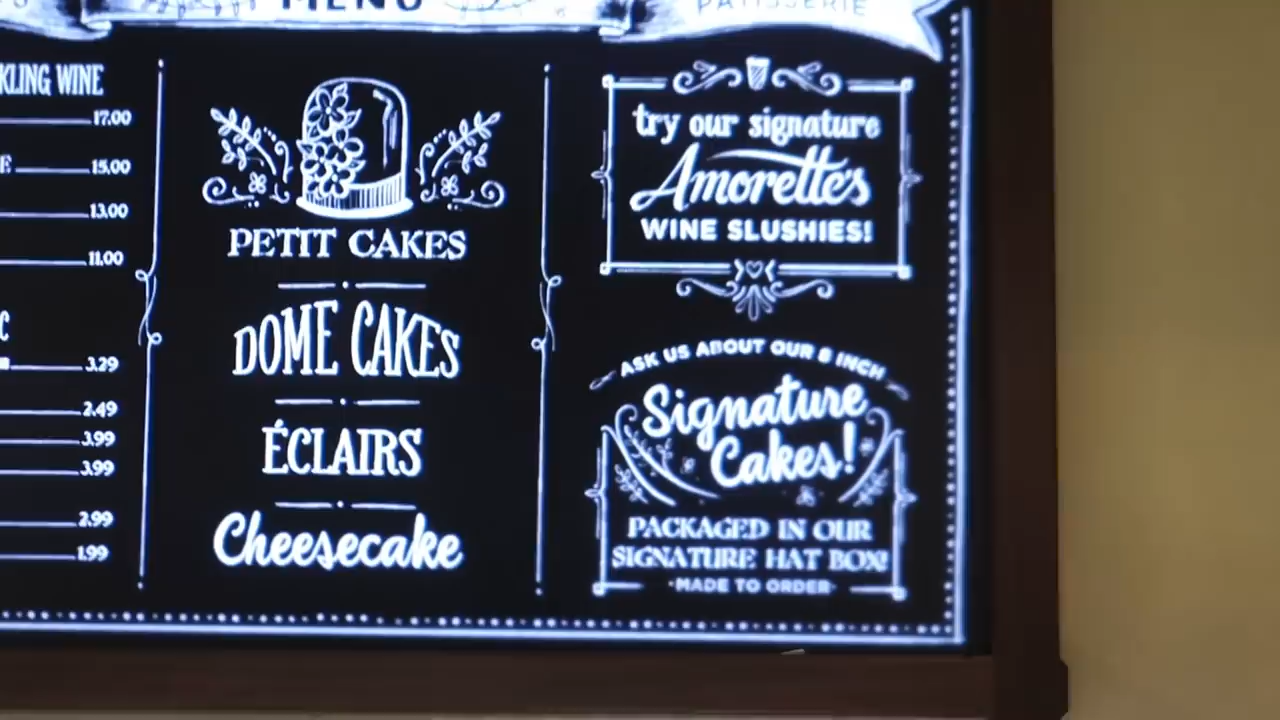 MENU
PATISSERIE
KLING WINE
17.00
E 15.00
13.00
11.00
C
3.29
2.49
3.99
3.99
2.99
1.99
PETIT CAKES
DOME CAKES
ÉCLAIRS
Cheesecake
try our signature
Amorette's
WINE SLUSHIES!
ASK US ABOUT OUR 8 INCH
Signature
Cakes!
PACKAGED IN OUR
SIGNATURE HAT BOX!
·MADE TO ORDER·